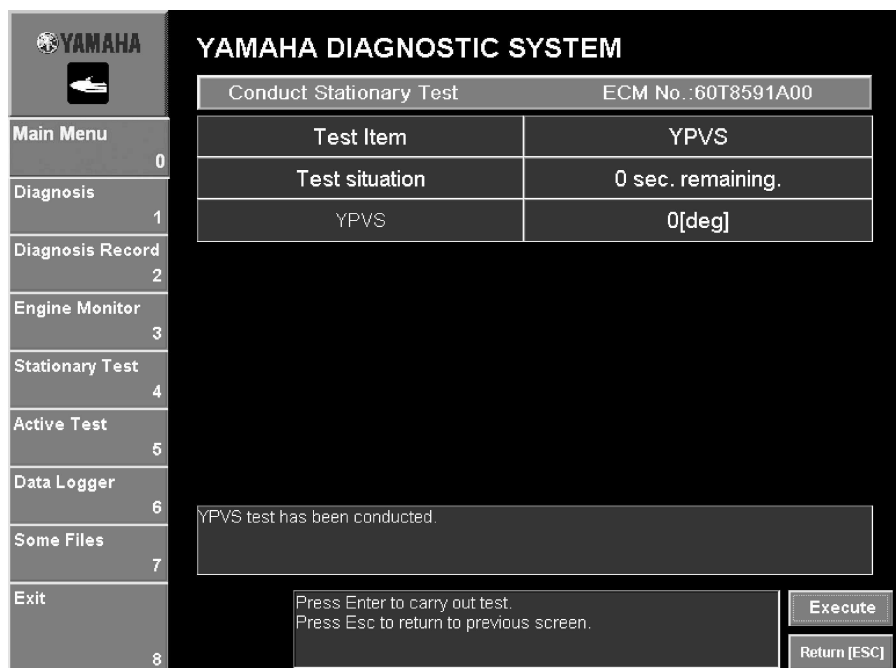 YAMAHA
YAMAHA DIAGNOSTIC SYSTEM
Conduct Stationary Test ECM No.:60T8591A00
Main Menu
0
Diagnosis
1
Diagnosis Record
2
Engine Monitor
3
Stationary Test
4
Active Test
5
Data Logger
6
Some Files
7
Exit
8
Test Item YPVS
Test situation 0 sec. remaining.
YPVS 0[deg]
YPVS test has been conducted.
Press Enter to carry out test.
Press Esc to return to previous screen.
Execute
Return [ESC]